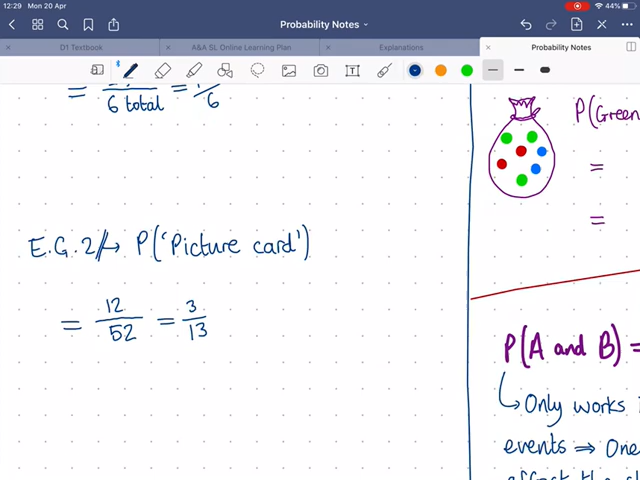 12:29 Mon 20 Apr
44%
Probability Notes
D1 Textbook
A&A SL Online Learning Plan
Explanations
Probability Notes
=
6 total
= 1/6
E.G.2 → P('Picture card')
= 12/52 = 3/13
P(Green
=
=
P(A and B) =
↳ Only works
events ⇒ One